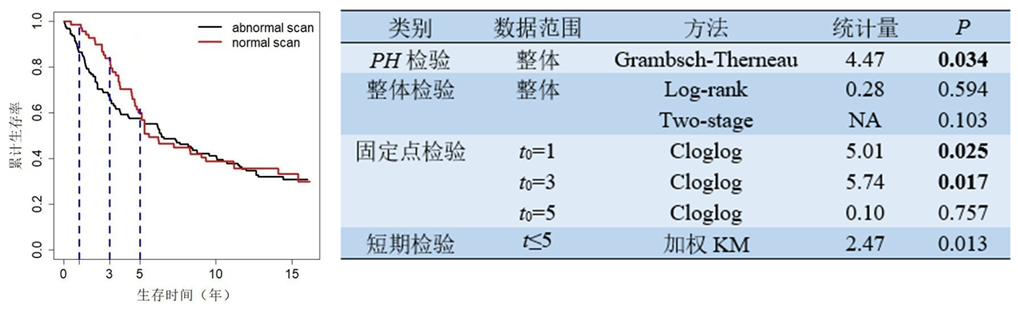 abnormal scan
normal scan
1.0
0.8
0.6
0.4
0.2
0.0
累计生存率
0 1 3 5 10 15
生存时间（年）
类别 数据范围 方法 统计量 P
PH 检验 整体 Grambsch-Therneau 4.47 0.034
整体检验 整体 Log-rank 0.28 0.594
Two-stage NA 0.103
固定点检验 t0=1 Cloglog 5.01 0.025
t0=3 Cloglog 5.74 0.017
t0=5 Cloglog 0.10 0.757
短期检验 t≤5 加权 KM 2.47 0.013